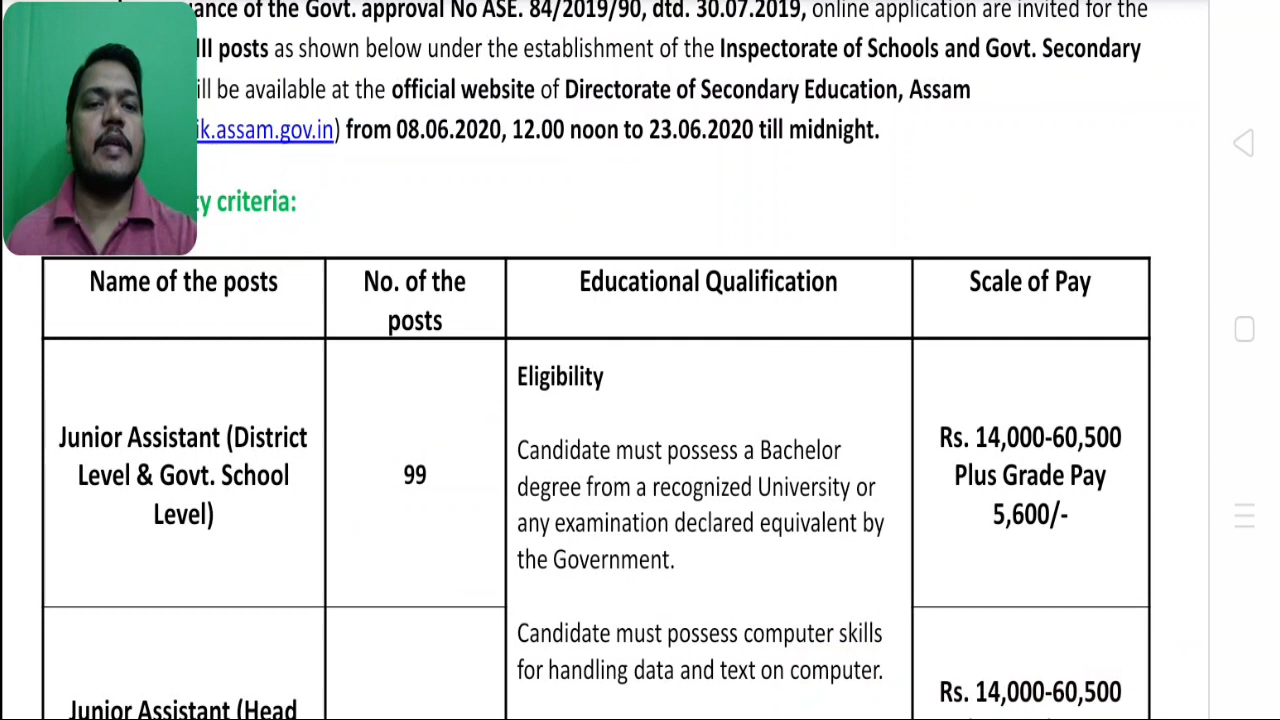 ance of the Govt. approval No ASE. 84/2019/90, dtd. 30.07.2019, online application are invited for the
III posts as shown below under the establishment of the Inspectorate of Schools and Govt. Secondary
ill be available at the official website of Directorate of Secondary Education, Assam
ik.assam.gov.in) from 08.06.2020, 12.00 noon to 23.06.2020 till midnight.
ty criteria:
Name of the posts
No. of the
posts
Educational Qualification
Scale of Pay
Junior Assistant (District
Level & Govt. School
Level)
99
Eligibility
Candidate must possess a Bachelor
degree from a recognized University or
any examination declared equivalent by
the Government.
Candidate must possess computer skills
for handling data and text on computer.
Rs. 14,000-60,500
Plus Grade Pay
5,600/-
Junior Assistant (Head
Rs. 14,000-60,500